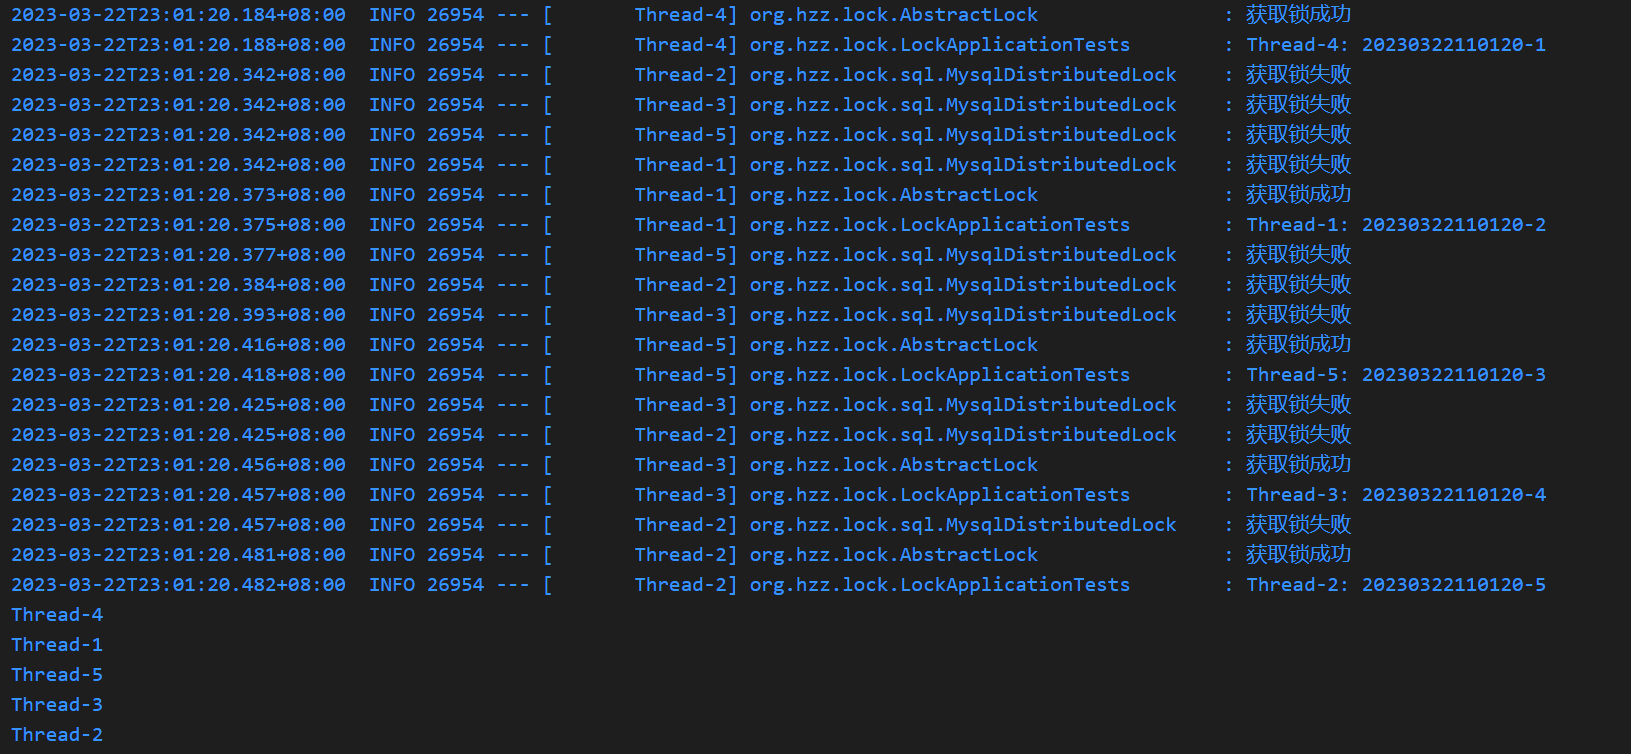 2023-03-22T23:01:20.184+08:00  INFO 26954 --- [       Thread-4] org.hzz.lock.AbstractLock                : 获取锁成功
2023-03-22T23:01:20.188+08:00  INFO 26954 --- [       Thread-4] org.hzz.lock.LockApplicationTests        : Thread-4: 20230322110120-1
2023-03-22T23:01:20.342+08:00  INFO 26954 --- [       Thread-2] org.hzz.lock.sql.MysqlDistributedLock    : 获取锁失败
2023-03-22T23:01:20.342+08:00  INFO 26954 --- [       Thread-3] org.hzz.lock.sql.MysqlDistributedLock    : 获取锁失败
2023-03-22T23:01:20.342+08:00  INFO 26954 --- [       Thread-5] org.hzz.lock.sql.MysqlDistributedLock    : 获取锁失败
2023-03-22T23:01:20.342+08:00  INFO 26954 --- [       Thread-1] org.hzz.lock.sql.MysqlDistributedLock    : 获取锁失败
2023-03-22T23:01:20.373+08:00  INFO 26954 --- [       Thread-1] org.hzz.lock.AbstractLock                : 获取锁成功
2023-03-22T23:01:20.375+08:00  INFO 26954 --- [       Thread-1] org.hzz.lock.LockApplicationTests        : Thread-1: 20230322110120-2
2023-03-22T23:01:20.377+08:00  INFO 26954 --- [       Thread-5] org.hzz.lock.sql.MysqlDistributedLock    : 获取锁失败
2023-03-22T23:01:20.384+08:00  INFO 26954 --- [       Thread-2] org.hzz.lock.sql.MysqlDistributedLock    : 获取锁失败
2023-03-22T23:01:20.393+08:00  INFO 26954 --- [       Thread-3] org.hzz.lock.sql.MysqlDistributedLock    : 获取锁失败
2023-03-22T23:01:20.416+08:00  INFO 26954 --- [       Thread-5] org.hzz.lock.AbstractLock                : 获取锁成功
2023-03-22T23:01:20.418+08:00  INFO 26954 --- [       Thread-5] org.hzz.lock.LockApplicationTests        : Thread-5: 20230322110120-3
2023-03-22T23:01:20.425+08:00  INFO 26954 --- [       Thread-3] org.hzz.lock.sql.MysqlDistributedLock    : 获取锁失败
2023-03-22T23:01:20.425+08:00  INFO 26954 --- [       Thread-2] org.hzz.lock.sql.MysqlDistributedLock    : 获取锁失败
2023-03-22T23:01:20.456+08:00  INFO 26954 --- [       Thread-3] org.hzz.lock.AbstractLock                : 获取锁成功
2023-03-22T23:01:20.457+08:00  INFO 26954 --- [       Thread-3] org.hzz.lock.LockApplicationTests        : Thread-3: 20230322110120-4
2023-03-22T23:01:20.457+08:00  INFO 26954 --- [       Thread-2] org.hzz.lock.sql.MysqlDistributedLock    : 获取锁失败
2023-03-22T23:01:20.481+08:00  INFO 26954 --- [       Thread-2] org.hzz.lock.AbstractLock                : 获取锁成功
2023-03-22T23:01:20.482+08:00  INFO 26954 --- [       Thread-2] org.hzz.lock.LockApplicationTests        : Thread-2: 20230322110120-5
Thread-4
Thread-1
Thread-5
Thread-3
Thread-2